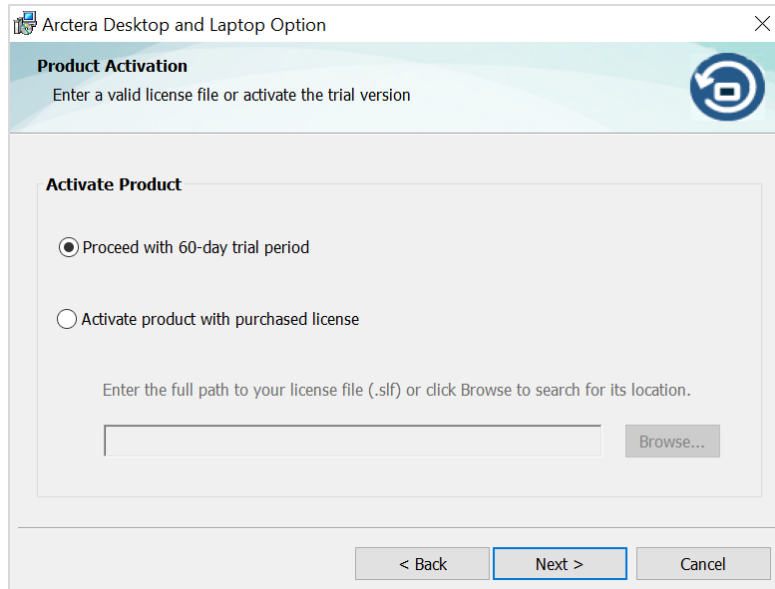 Arctera Desktop and Laptop Option
Product Activation
Enter a valid license file or activate the trial version
Activate Product
Proceed with 60-day trial period
Activate product with purchased license
Enter the full path to your license file (.slf) or click Browse to search for its location.
Browse...
< Back
Next >
Cancel